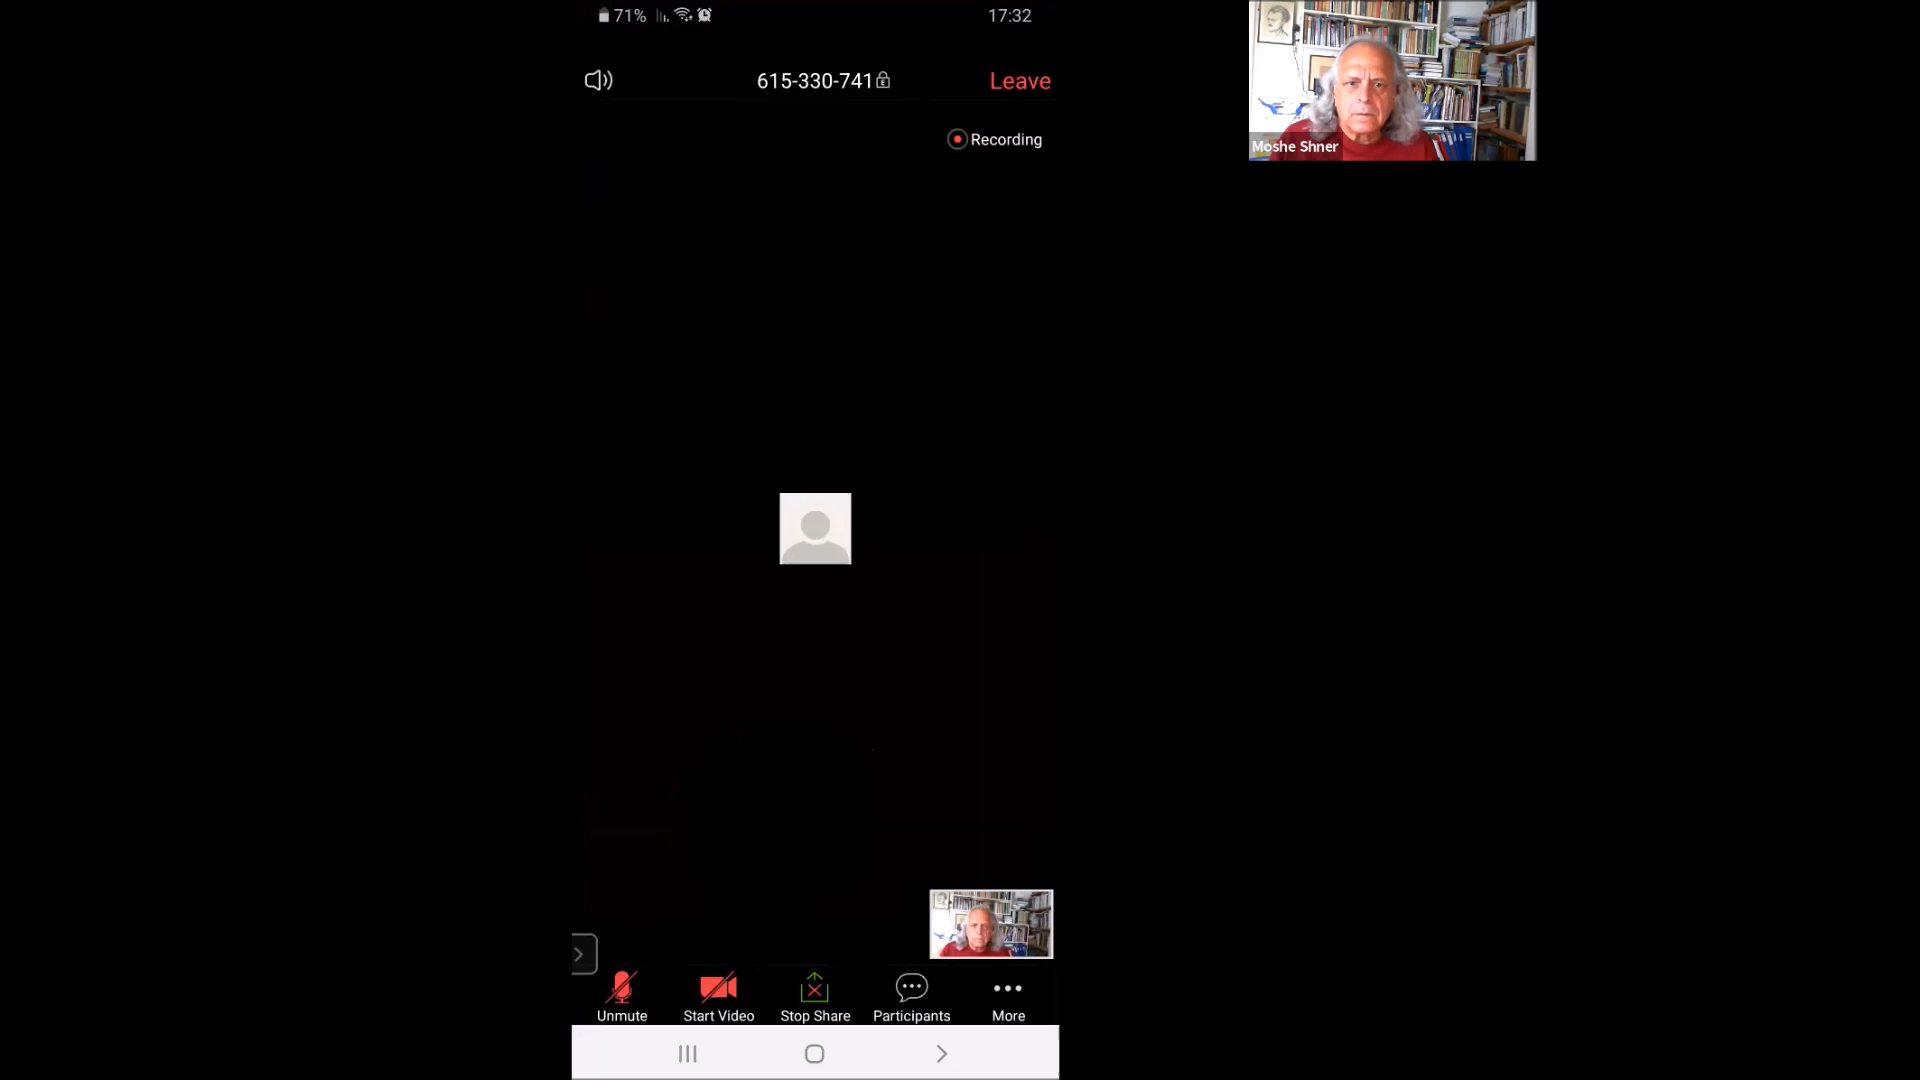 71%
17:32
615-330-741
Leave
Recording
Moshe Shner
Unmute
Start Video
Stop Share
Participants
More